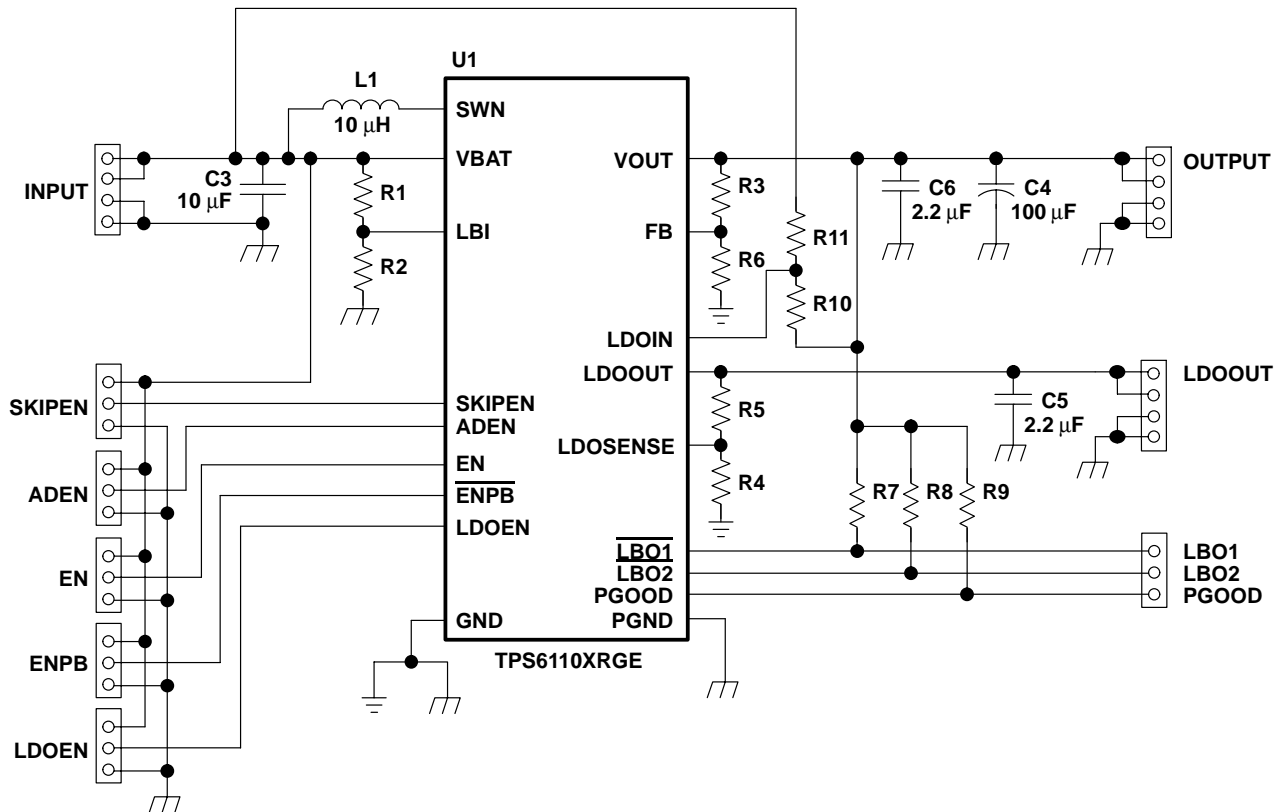 U1
L1
10 μH
SWN
VBAT
VOUT
OUTPUT
INPUT
C3
10 μF
R1
R3
C6
2.2 μF
C4
100 μF
LBI
FB
R11
R2
R6
R10
LDOIN
LDOOUT
LDOOUT
SKIPEN
SKIPEN
ADEN
R5
C5
2.2 μF
LDOSENSE
ADEN
EN
ENPB
R4
R7
R8
R9
LDOEN
EN
LBO1
LBO1
LBO2
LBO2
PGOOD
PGOOD
GND
PGND
ENPB
TPS6110XRGE
LDOEN